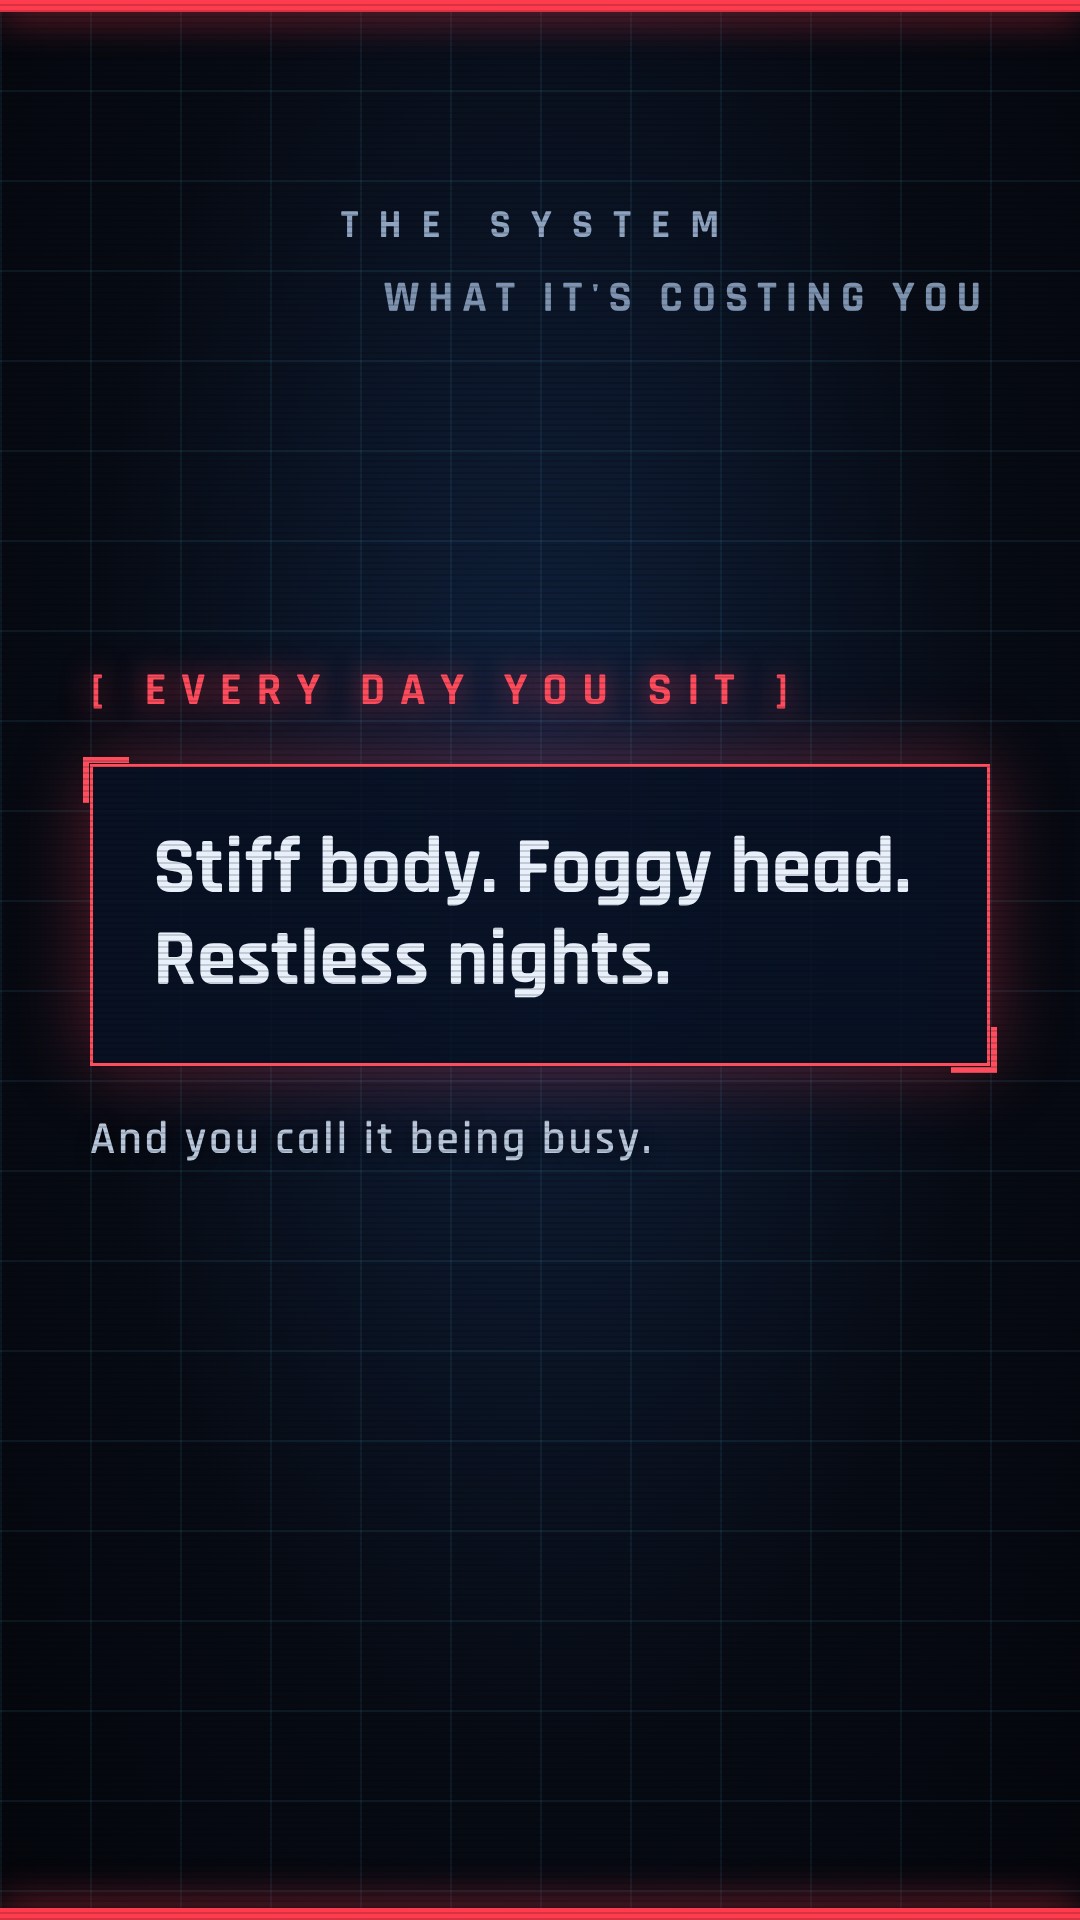 THE SYSTEM
WHAT IT'S COSTING YOU
[ EVERY DAY YOU SIT ]
Stiff body. Foggy head.
Restless nights.
And you call it being busy.